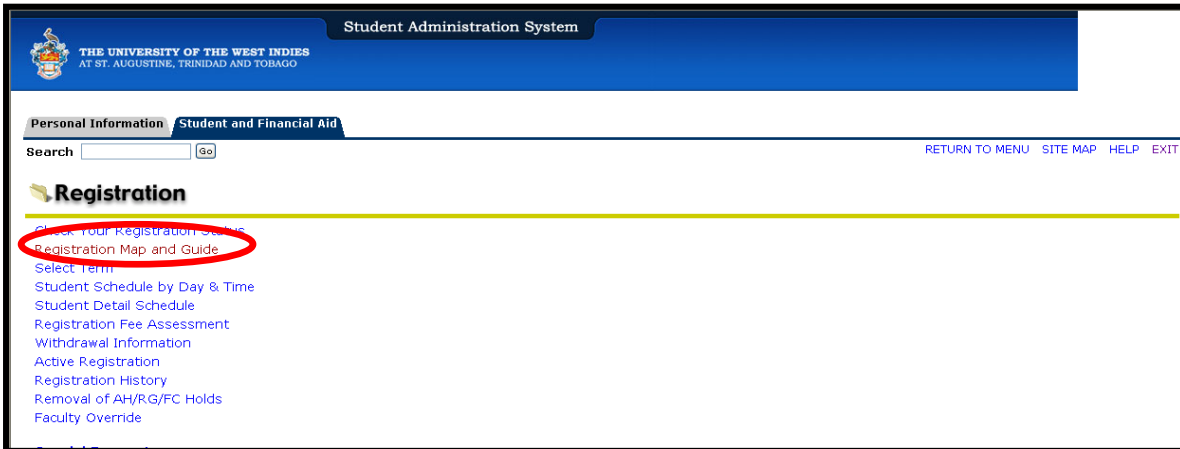 Student Administration System
THE UNIVERSITY OF THE WEST INDIES
AT ST. AUGUSTINE, TRINIDAD AND TOBAGO
Personal Information Student and Financial Aid
Search Go RETURN TO MENU SITE MAP HELP EXIT
Registration
Check Your Registration Status
Registration Map and Guide
Select Term
Student Schedule by Day & Time
Student Detail Schedule
Registration Fee Assessment
Withdrawal Information
Active Registration
Registration History
Removal of AH/RG/FC Holds
Faculty Override